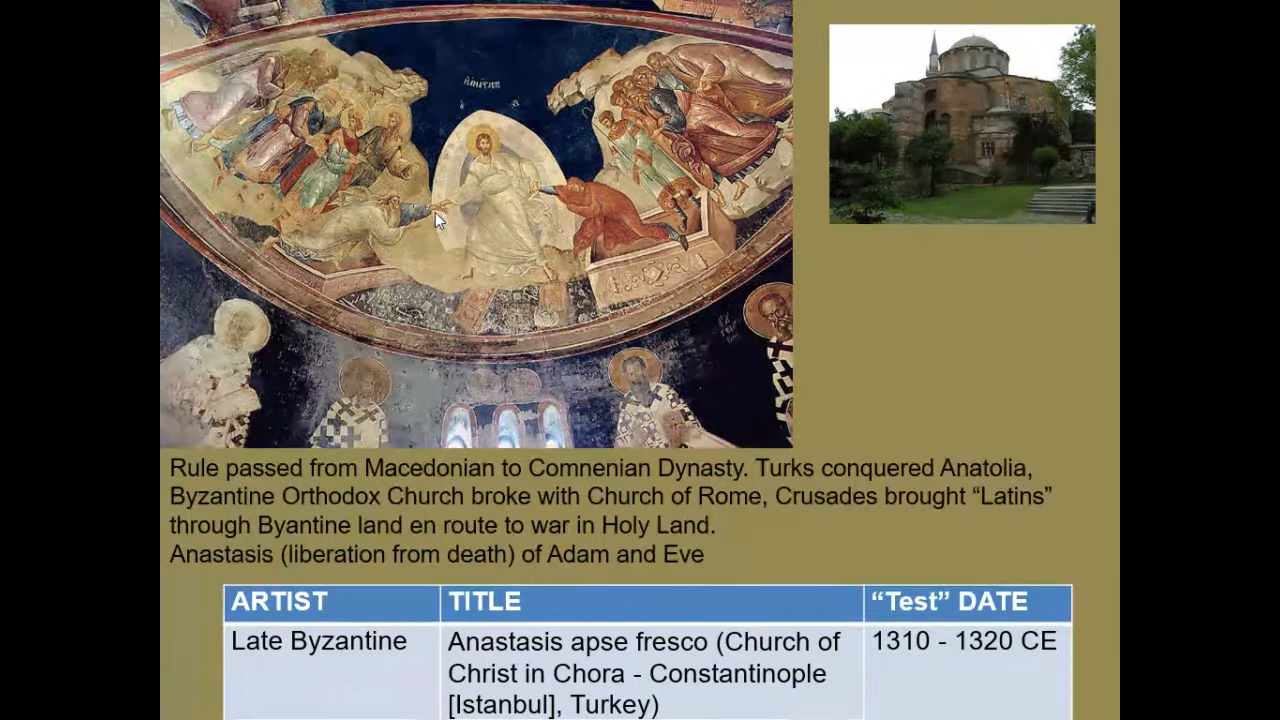 Rule passed from Macedonian to Comnenian Dynasty. Turks conquered Anatolia,
Byzantine Orthodox Church broke with Church of Rome, Crusades brought “Latins”
through Byantine land en route to war in Holy Land.
Anastasis (liberation from death) of Adam and Eve
ARTIST TITLE “Test” DATE
Late Byzantine Anastasis apse fresco (Church of 1310 - 1320 CE
Christ in Chora - Constantinople
[Istanbul], Turkey)